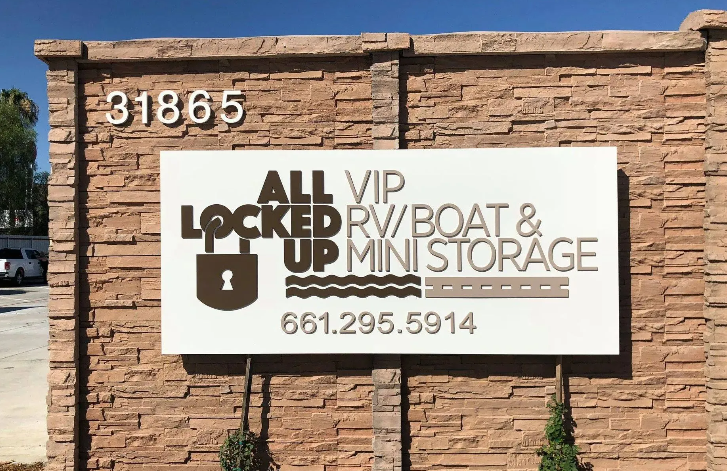 31865
ALL VIP
LOCKED RV/BOAT &
UP MINI STORAGE
661.295.5914